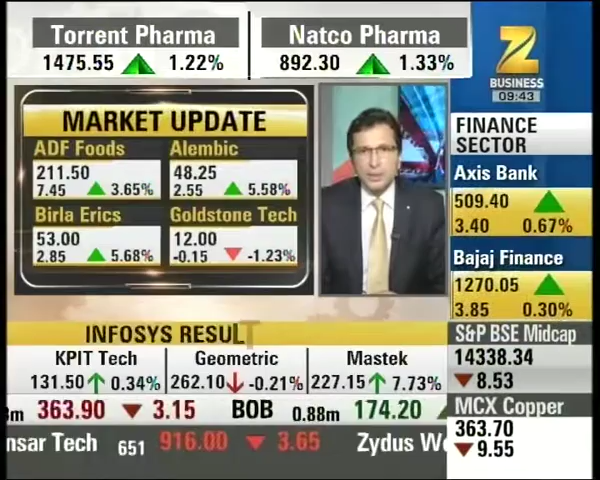 Torrent Pharma
1475.55 1.22%
Natco Pharma
892.30 1.33%
Z
BUSINESS
09:43
MARKET UPDATE
ADF Foods
211.50
7.45 3.65%
Alembic
48.25
2.55 5.58%
Birla Erics
53.00
2.85 5.68%
Goldstone Tech
12.00
-0.15 -1.23%
FINANCE
SECTOR
Axis Bank
509.40
3.40 0.67%
Bajaj Finance
1270.05
3.85 0.30%
INFOSYS RESULT
KPIT Tech
131.50 0.34%
Geometric
262.10 -0.21%
Mastek
227.15 7.73%
S&P BSE Midcap
14338.34
8.53
3m 363.90 3.15 BOB 0.88m 174.20
MCX Copper
363.70
9.55
nsar Tech 651 916.00 3.65 Zydus We